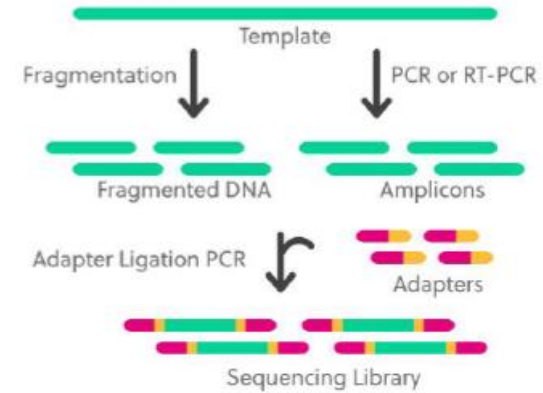 Template
Fragmentation
PCR or RT-PCR
Fragmented DNA
Amplicons
Adapter Ligation PCR
Adapters
Sequencing Library